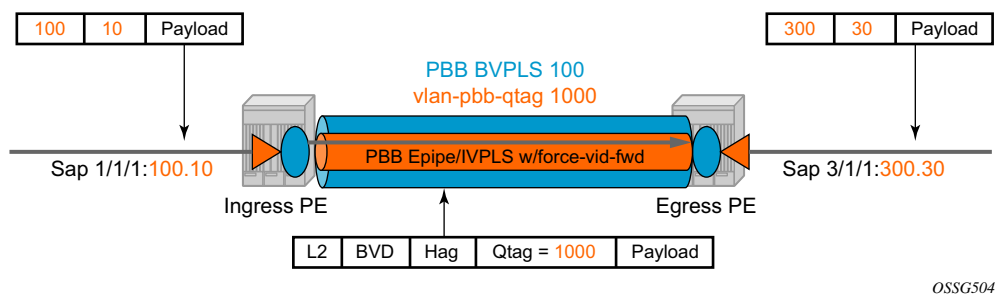 100 10 Payload
300 30 Payload
PBB BVPLS 100
vlan-pbb-qtag 1000
PBB Epipe/IVPLS w/force-vid-fwd
Sap 1/1/1:100.10
Sap 3/1/1:300.30
Ingress PE
Egress PE
L2 BVD Hag Qtag = 1000 Payload
OSSG504